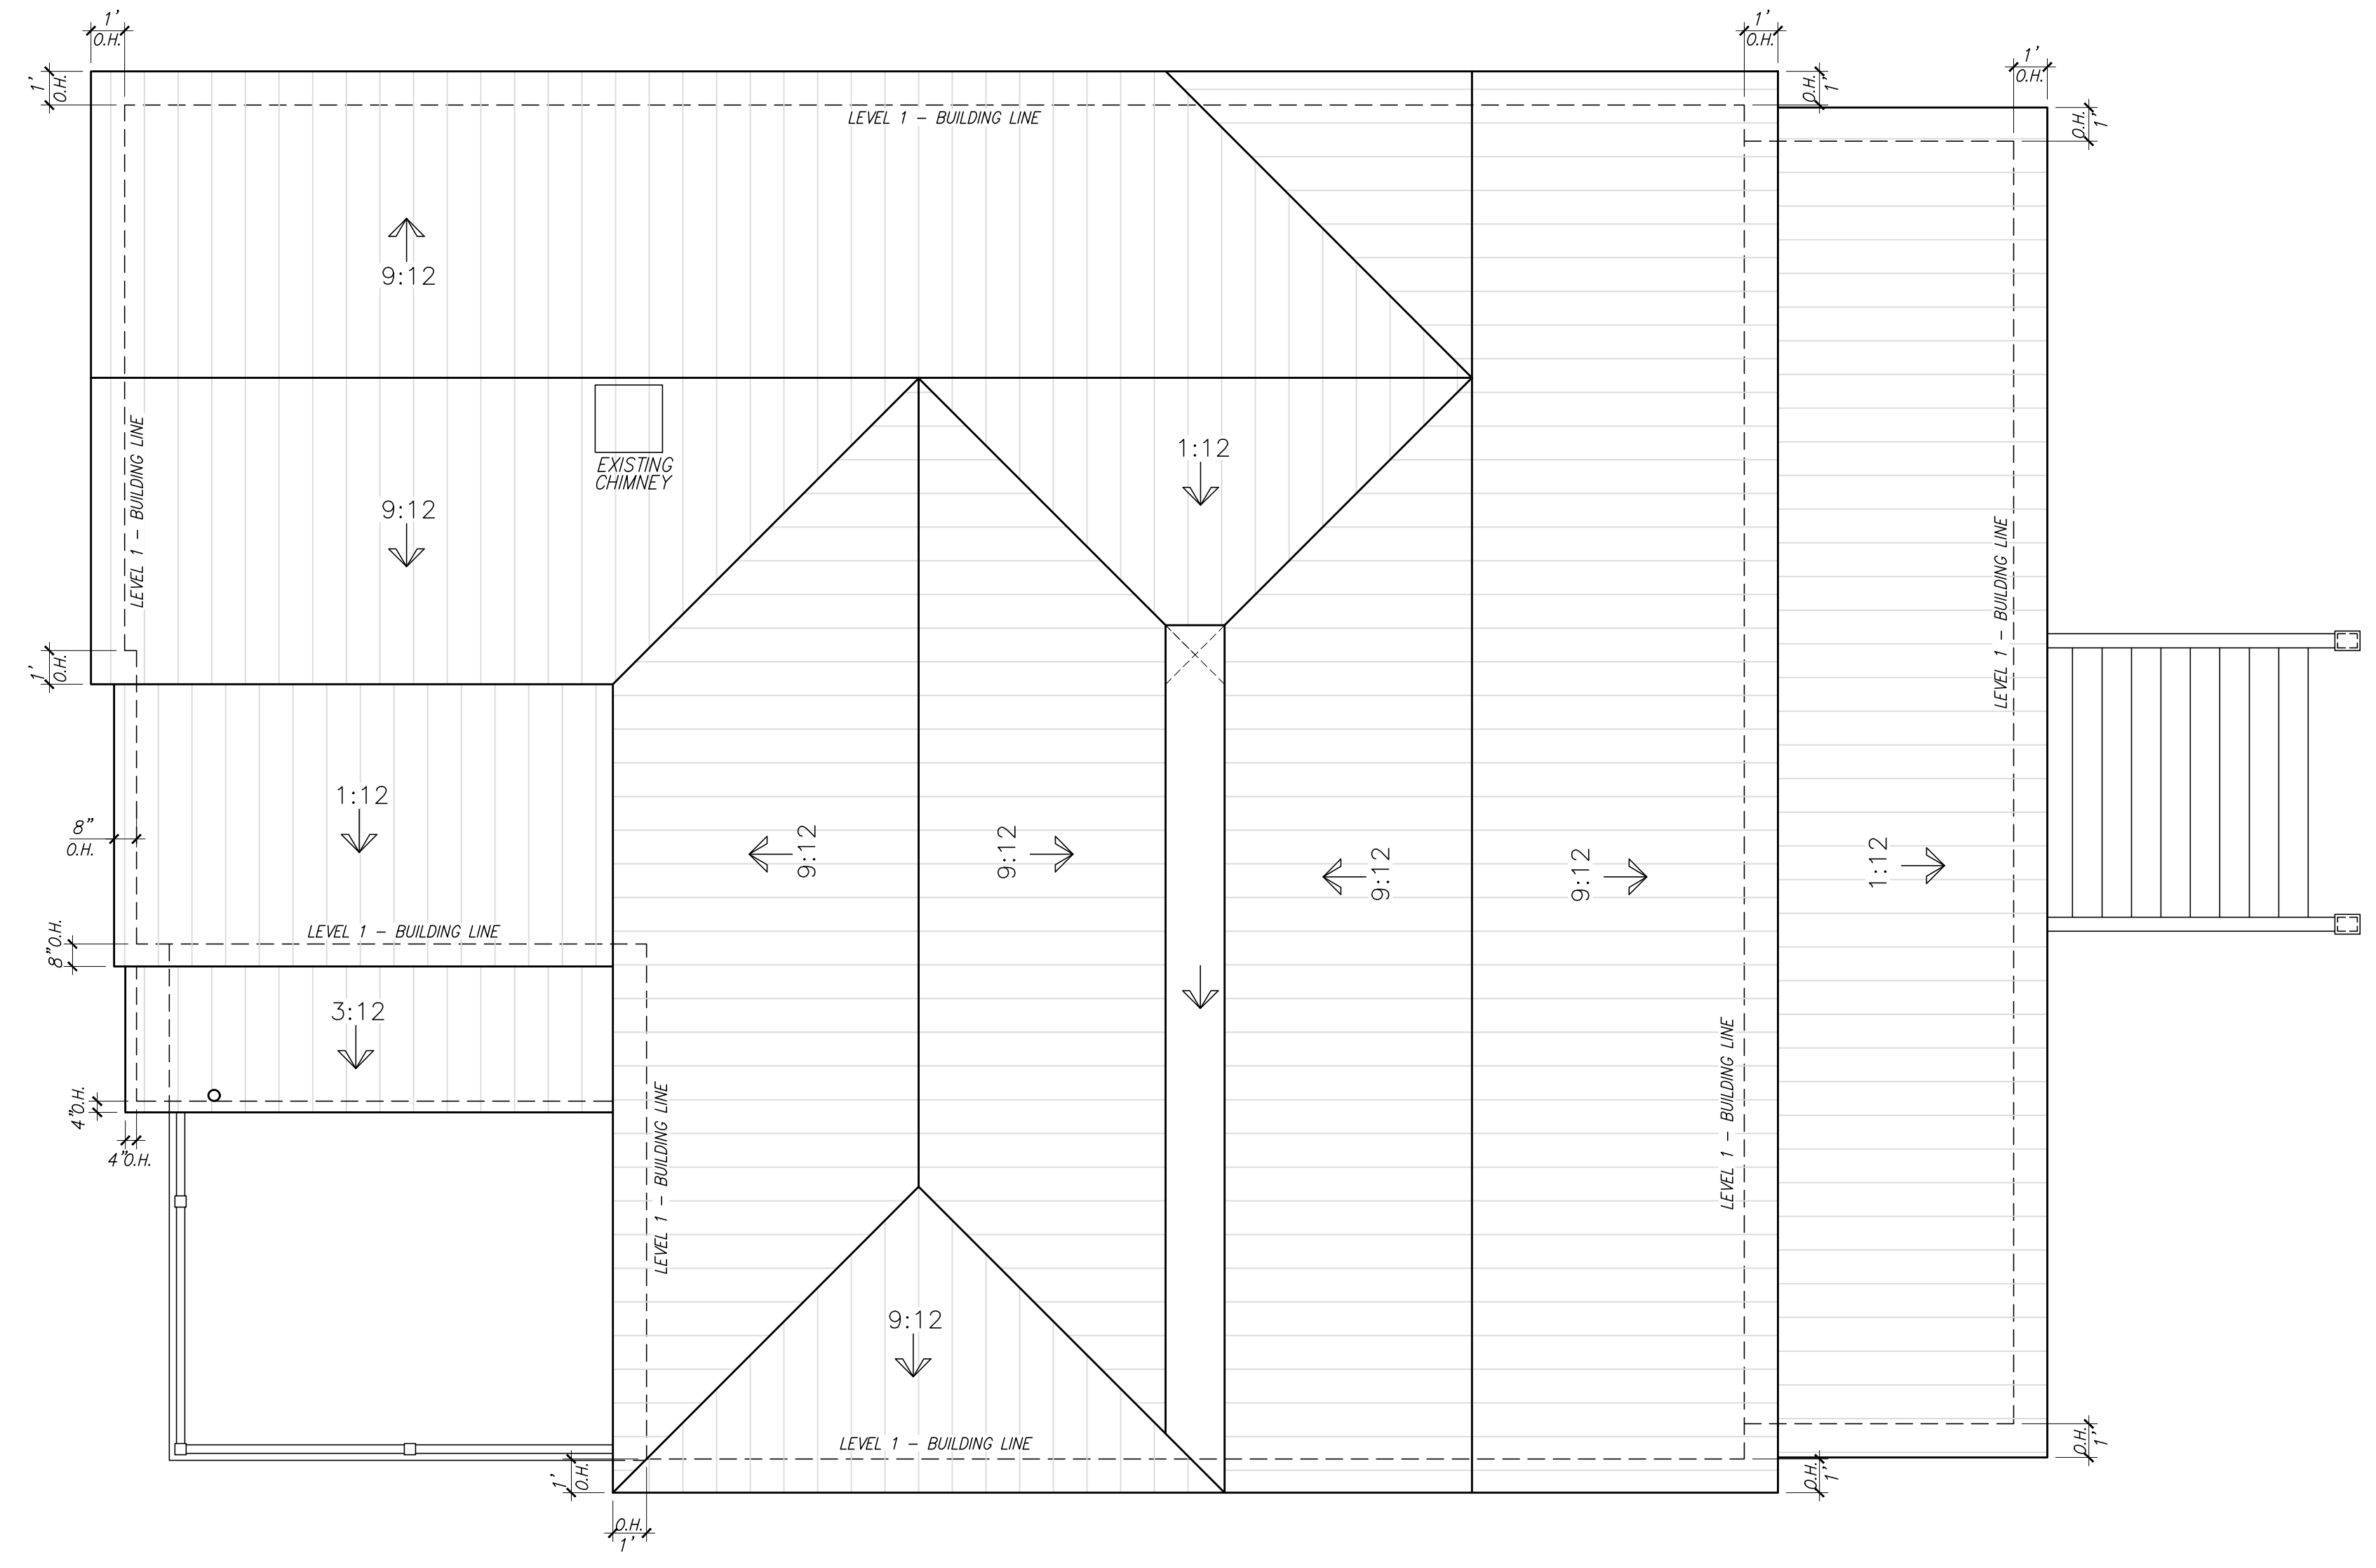 1'
O.H.
1'
O.H.
1'
O.H.
1'
O.H.
1'
O.H.
1'
O.H.
LEVEL 1 - BUILDING LINE
9:12
1:12
EXISTING
CHIMNEY
9:12
LEVEL 1 - BUILDING LINE
LEVEL 1 - BUILDING LINE
1'
O.H.
1:12
8"
O.H.
9:12
9:12
9:12
9:12
1:12
LEVEL 1 - BUILDING LINE
8" O.H.
3:12
4" O.H.
4" O.H.
LEVEL 1 - BUILDING LINE
LEVEL 1 - BUILDING LINE
9:12
LEVEL 1 - BUILDING LINE
1'
O.H.
O.H.
1'
O.H.
1'
O.H.
1'